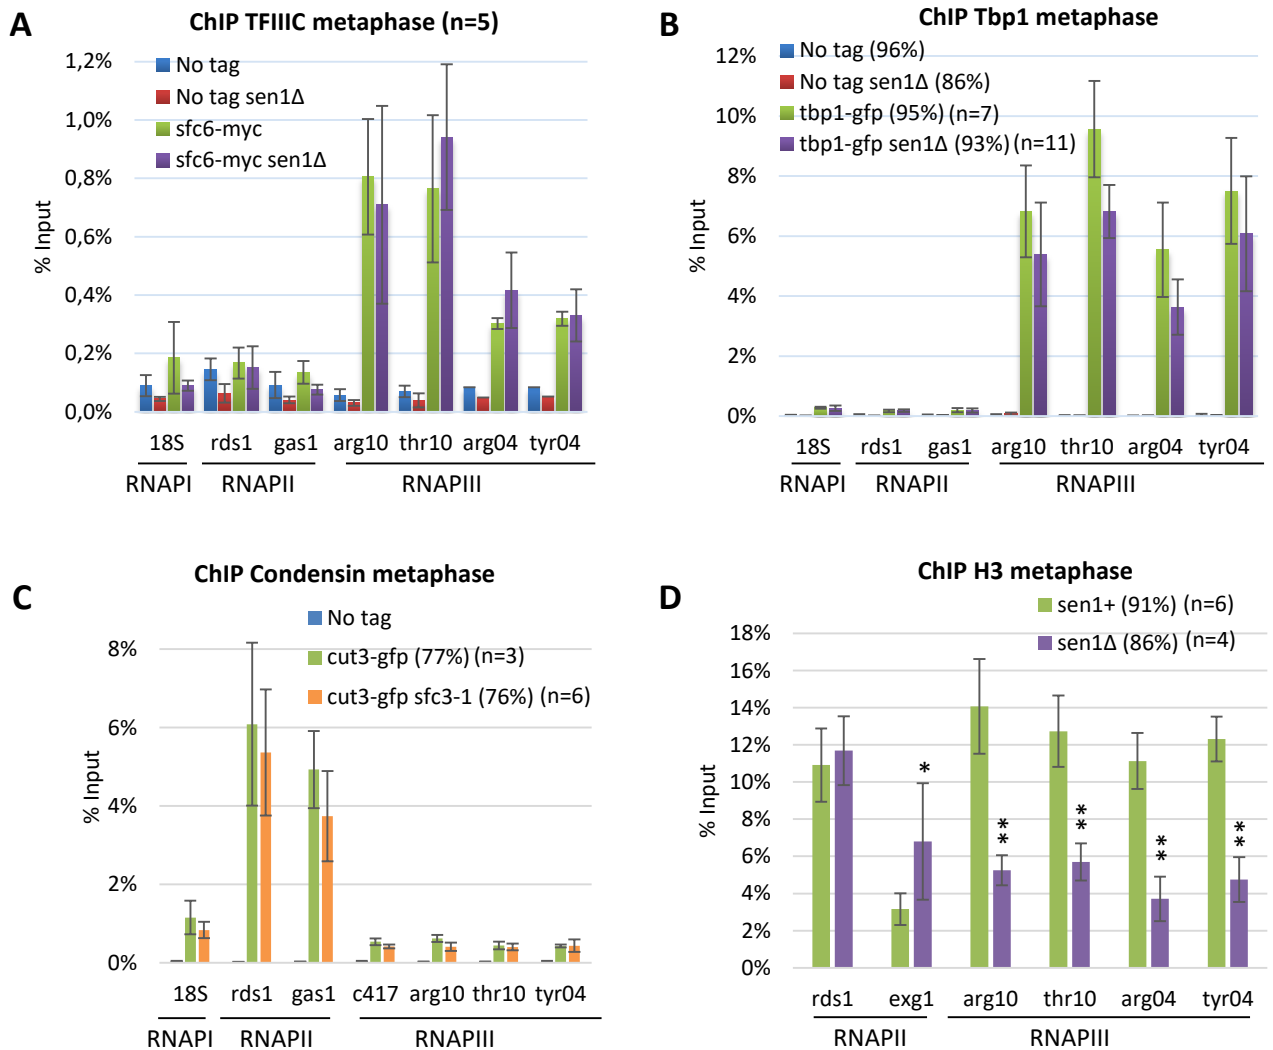 A
ChIP TFIIIC metaphase (n=5)
No tag
No tag sen1Δ
sfc6-myc
sfc6-myc sen1Δ
1,2%
1,0%
0,8%
0,6%
0,4%
0,2%
0,0%
% Input
18S rds1 gas1 arg10 thr10 arg04 tyr04
RNAPI RNAPII RNAPIII
B
ChIP Tbp1 metaphase
No tag (96%)
No tag sen1Δ (86%)
tbp1-gfp (95%) (n=7)
tbp1-gfp sen1Δ (93%) (n=11)
12%
10%
8%
6%
4%
2%
0%
% Input
18S rds1 gas1 arg10 thr10 arg04 tyr04
RNAPI RNAPII RNAPIII
C
ChIP Condensin metaphase
No tag
cut3-gfp (77%) (n=3)
cut3-gfp sfc3-1 (76%) (n=6)
8%
6%
4%
2%
0%
% Input
18S rds1 gas1 c417 arg10 thr10 tyr04
RNAPI RNAPII RNAPIII
D
ChIP H3 metaphase
sen1+ (91%) (n=6)
sen1Δ (86%) (n=4)
18%
16%
14%
12%
10%
8%
6%
4%
2%
0%
% Input
*
**
**
**
**
rds1 exg1 arg10 thr10 arg04 tyr04
RNAPII RNAPIII